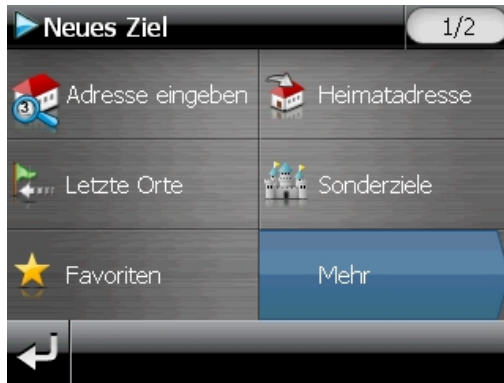 Neues Ziel
1/2
Adresse eingeben
Heimatadresse
Letzte Orte
Sonderziele
Favoriten
Mehr